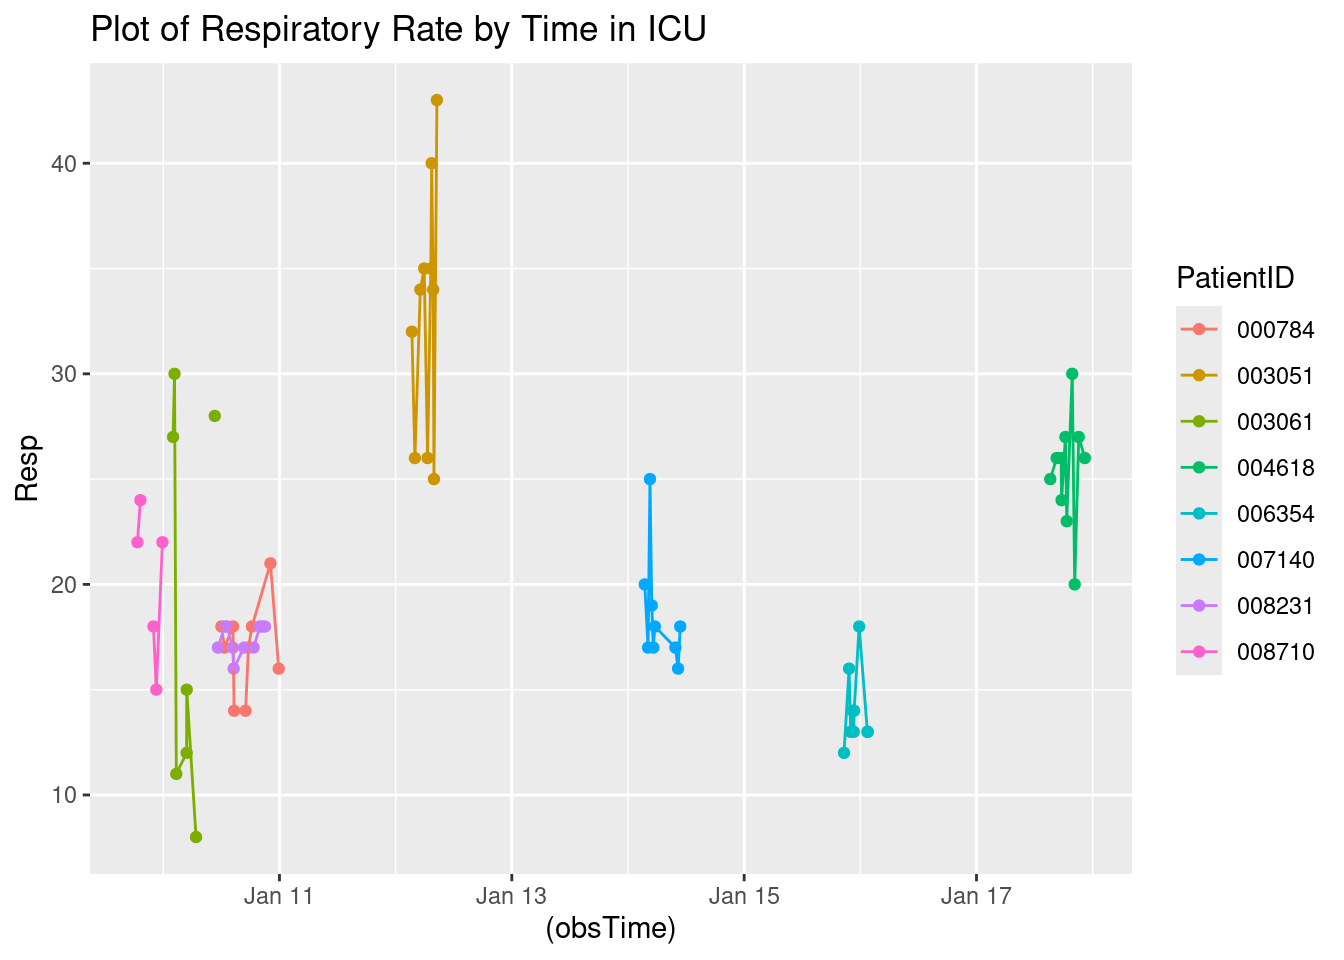 Plot of Respiratory Rate by Time in ICU
Resp
40
30
20
10
Jan 11
Jan 13
Jan 15
Jan 17
(obsTime)
PatientID
000784
003051
003061
004618
006354
007140
008231
008710